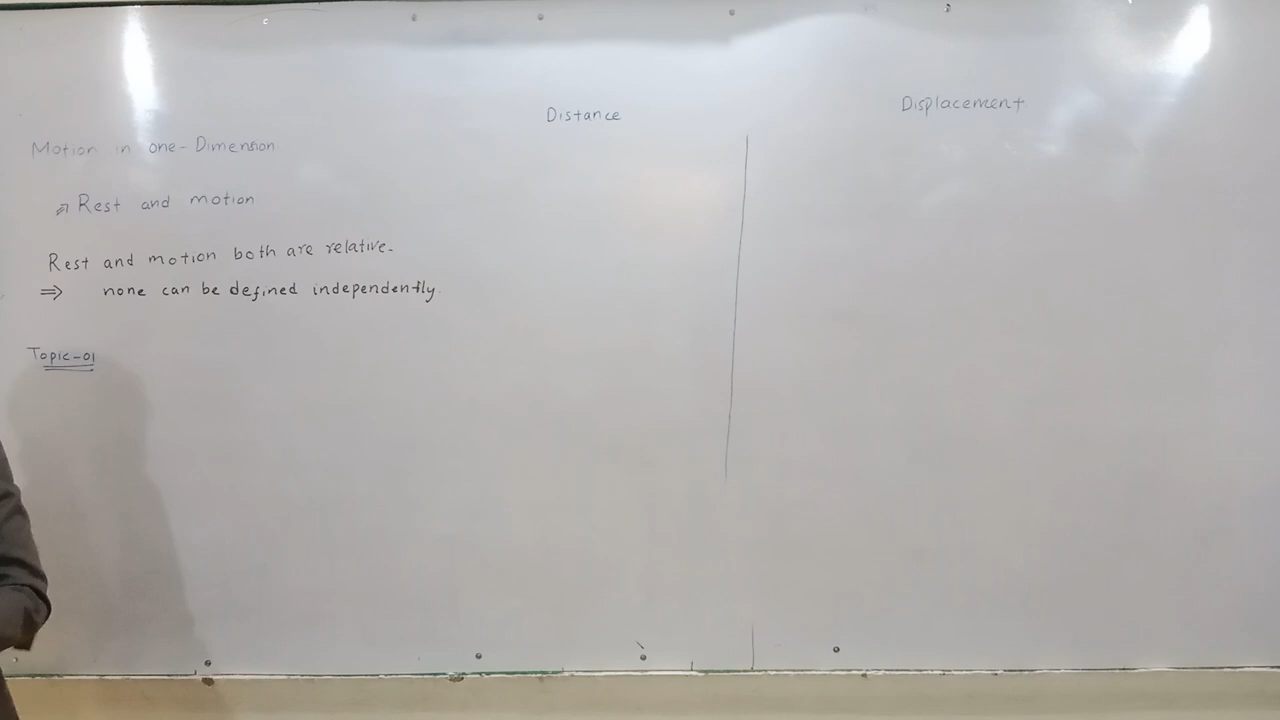 Motion in one-Dimension
⇒ Rest and motion
Rest and motion both are relative.
⇒ none can be defined independently.
Topic-01
Distance
Displacement